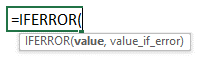 =IFERROR(
IFERROR(value, value_if_error)